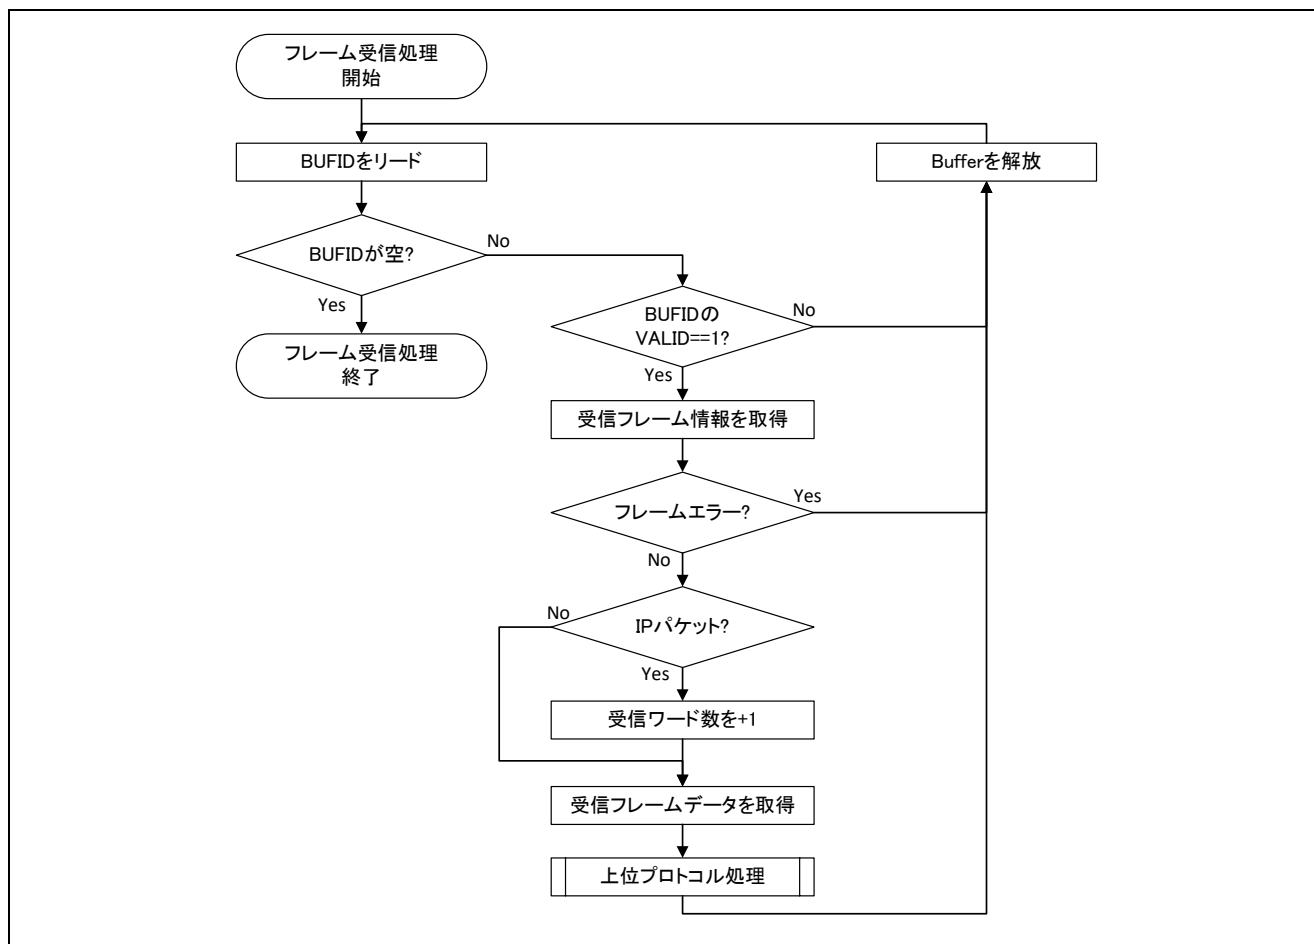 フレーム受信処理
開始
BUFIDをリード
Bufferを解放
BUFIDが空?
No
Yes
BUFIDの
VALID==1?
No
フレーム受信処理
終了
Yes
受信フレーム情報を取得
フレームエラー?
Yes
No
IPパケット?
No
Yes
受信ワード数を+1
受信フレームデータを取得
上位プロトコル処理